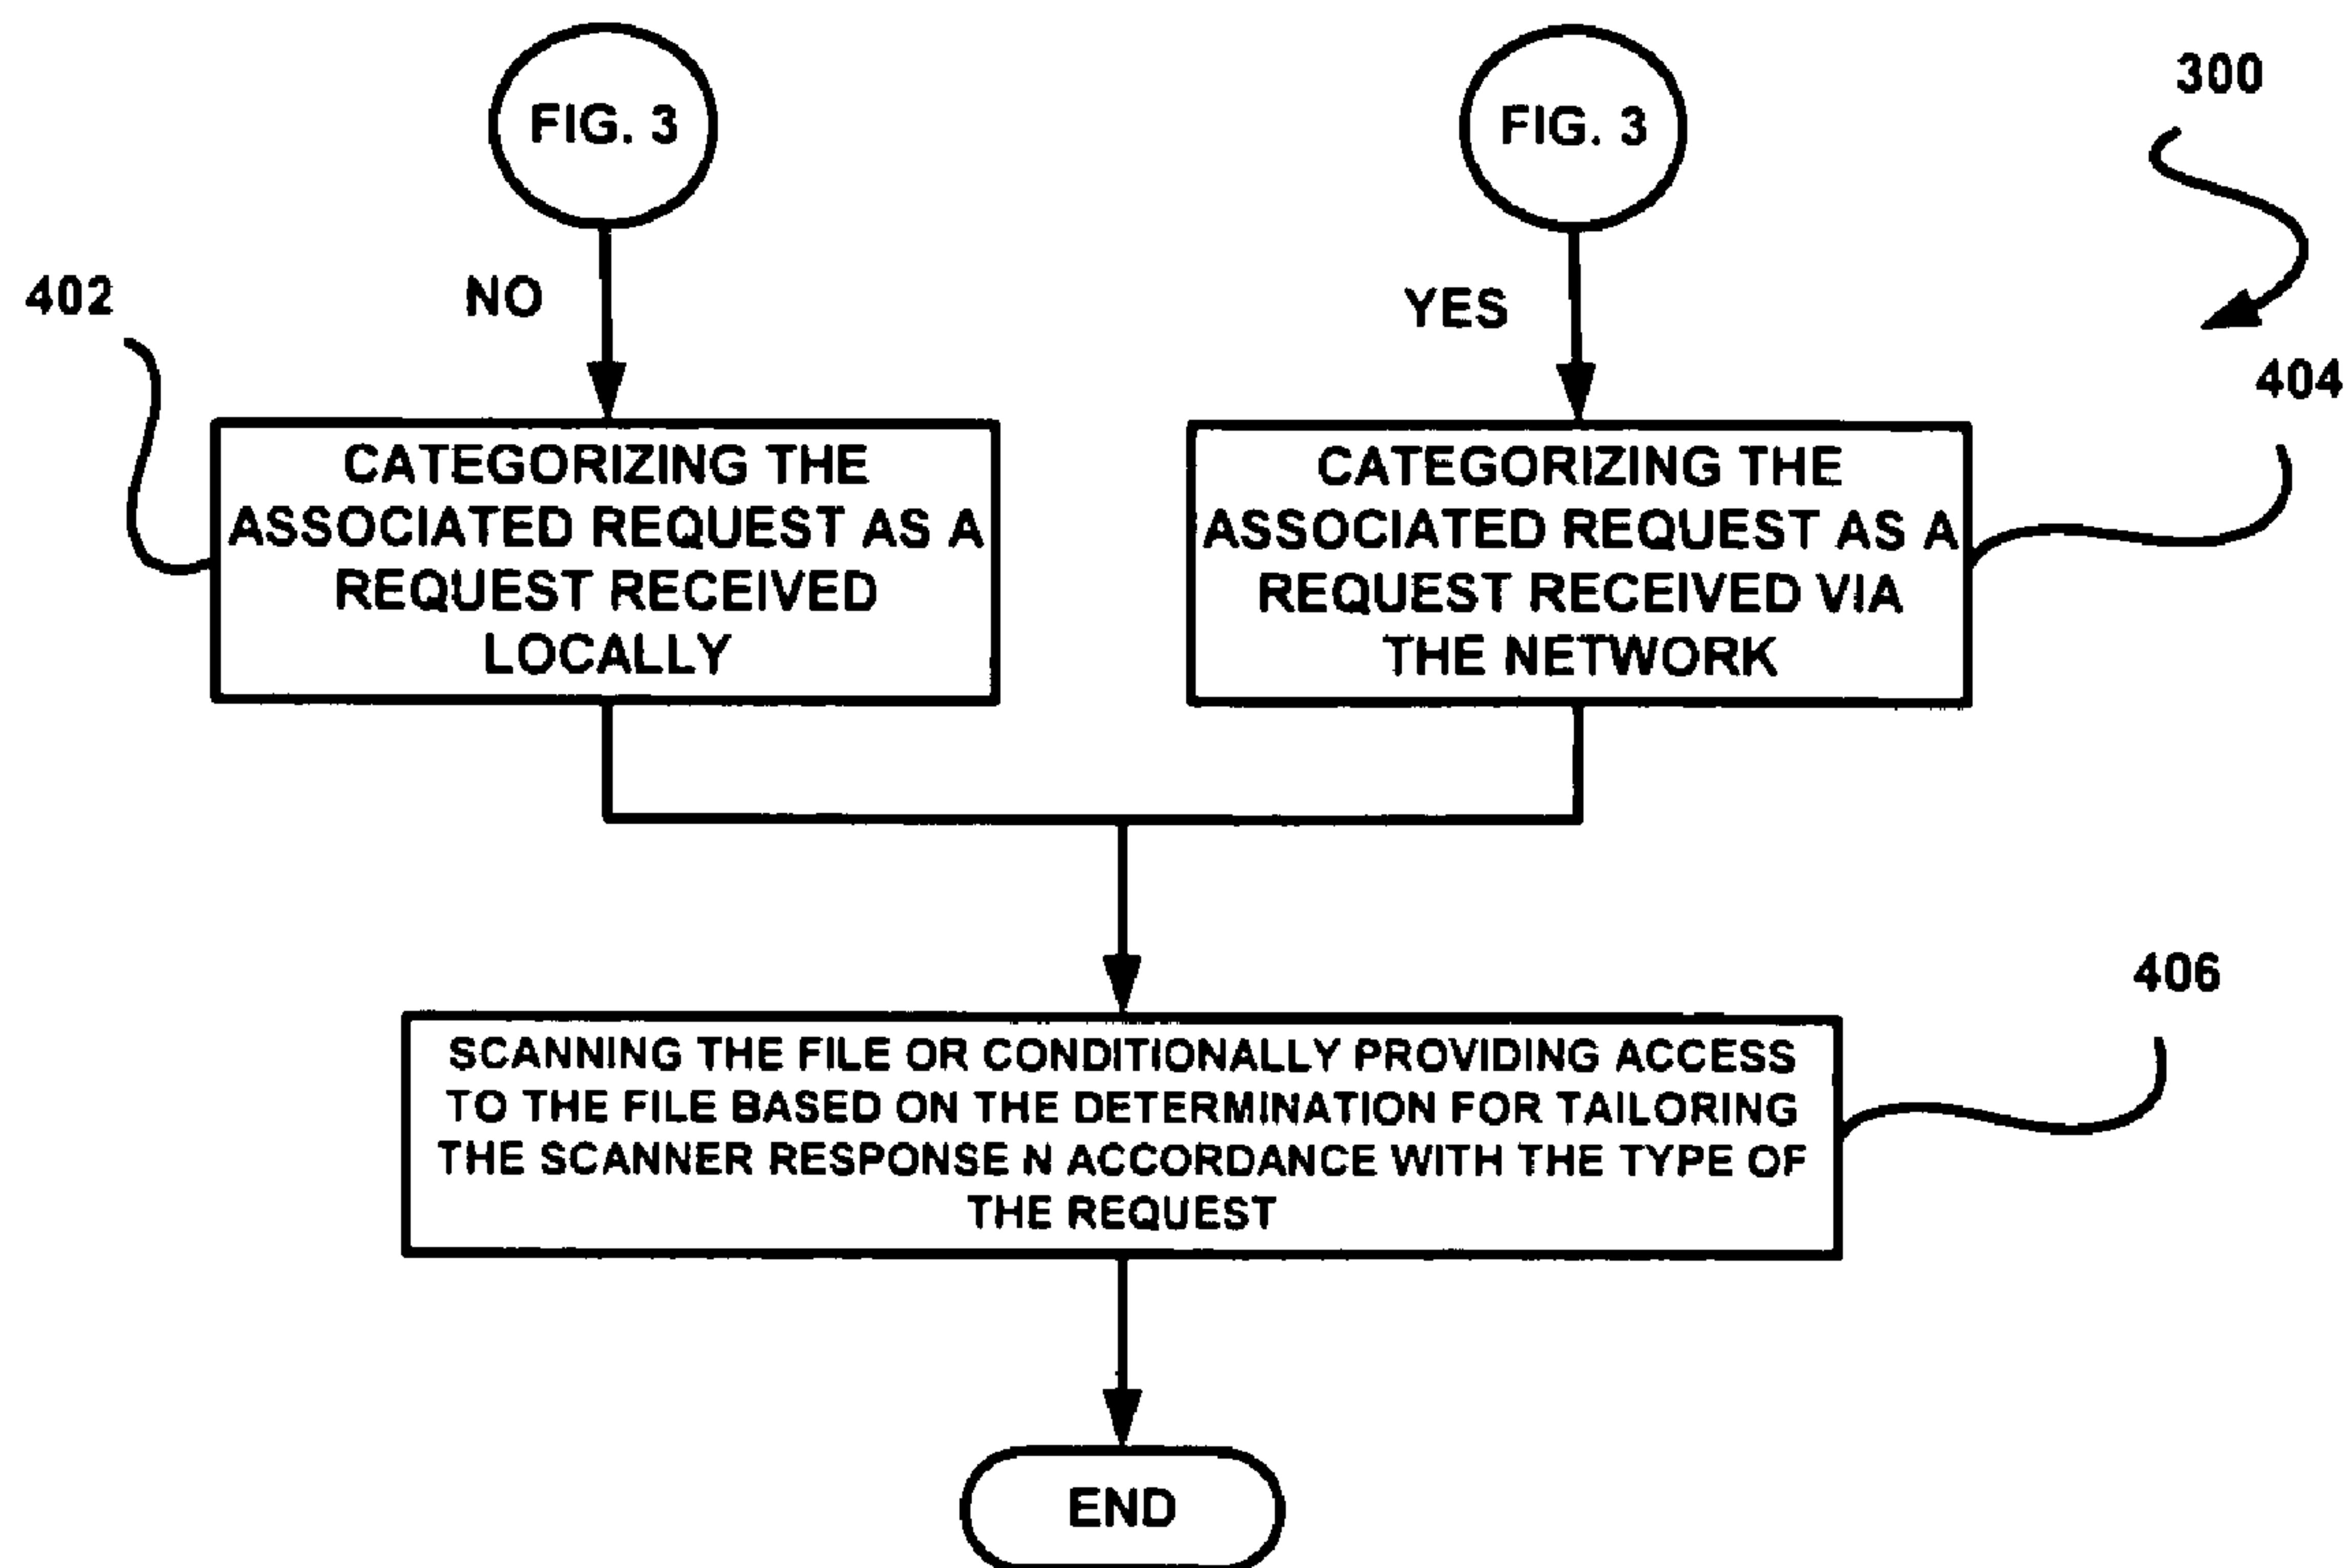 FIG. 3
FIG. 3
300
402
NO
YES
404
CATEGORIZING THE
ASSOCIATED REQUEST AS A
REQUEST RECEIVED
LOCALLY
CATEGORIZING THE
ASSOCIATED REQUEST AS A
REQUEST RECEIVED VIA
THE NETWORK
406
SCANNING THE FILE OR CONDITIONALLY PROVIDING ACCESS
TO THE FILE BASED ON THE DETERMINATION FOR TAILORING
THE SCANNER RESPONSE N ACCORDANCE WITH THE TYPE OF
THE REQUEST
END